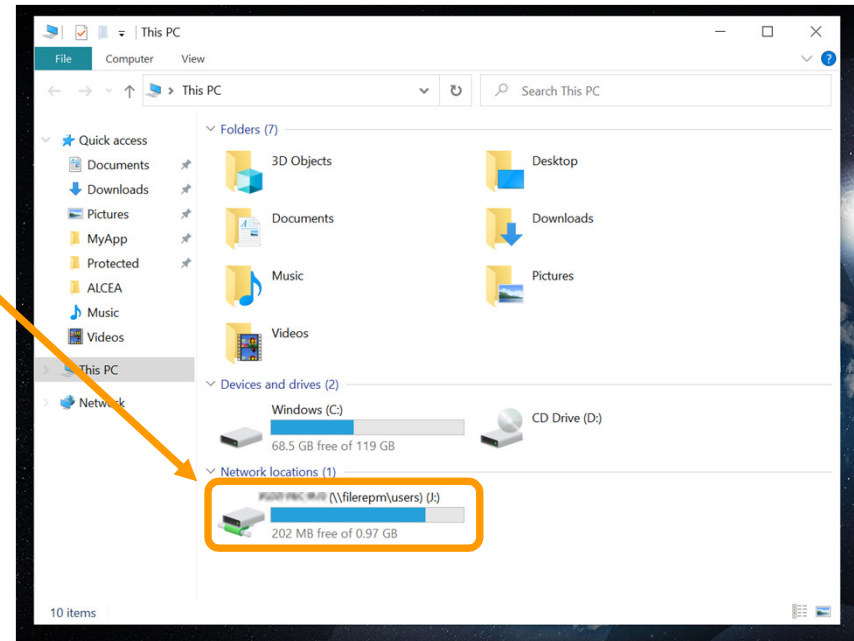 This PC
File Computer View
This PC
Search This PC
Quick access
Documents
Downloads
Pictures
MyApp
Protected
ALCEA
Music
Videos
This PC
Network
Folders (7)
3D Objects
Desktop
Documents
Downloads
Music
Pictures
Videos
Devices and drives (2)
Windows (C:)
68.5 GB free of 119 GB
CD Drive (D:)
Network locations (1)
(\\filerepm\users) (J:)
202 MB free of 0.97 GB
10 items